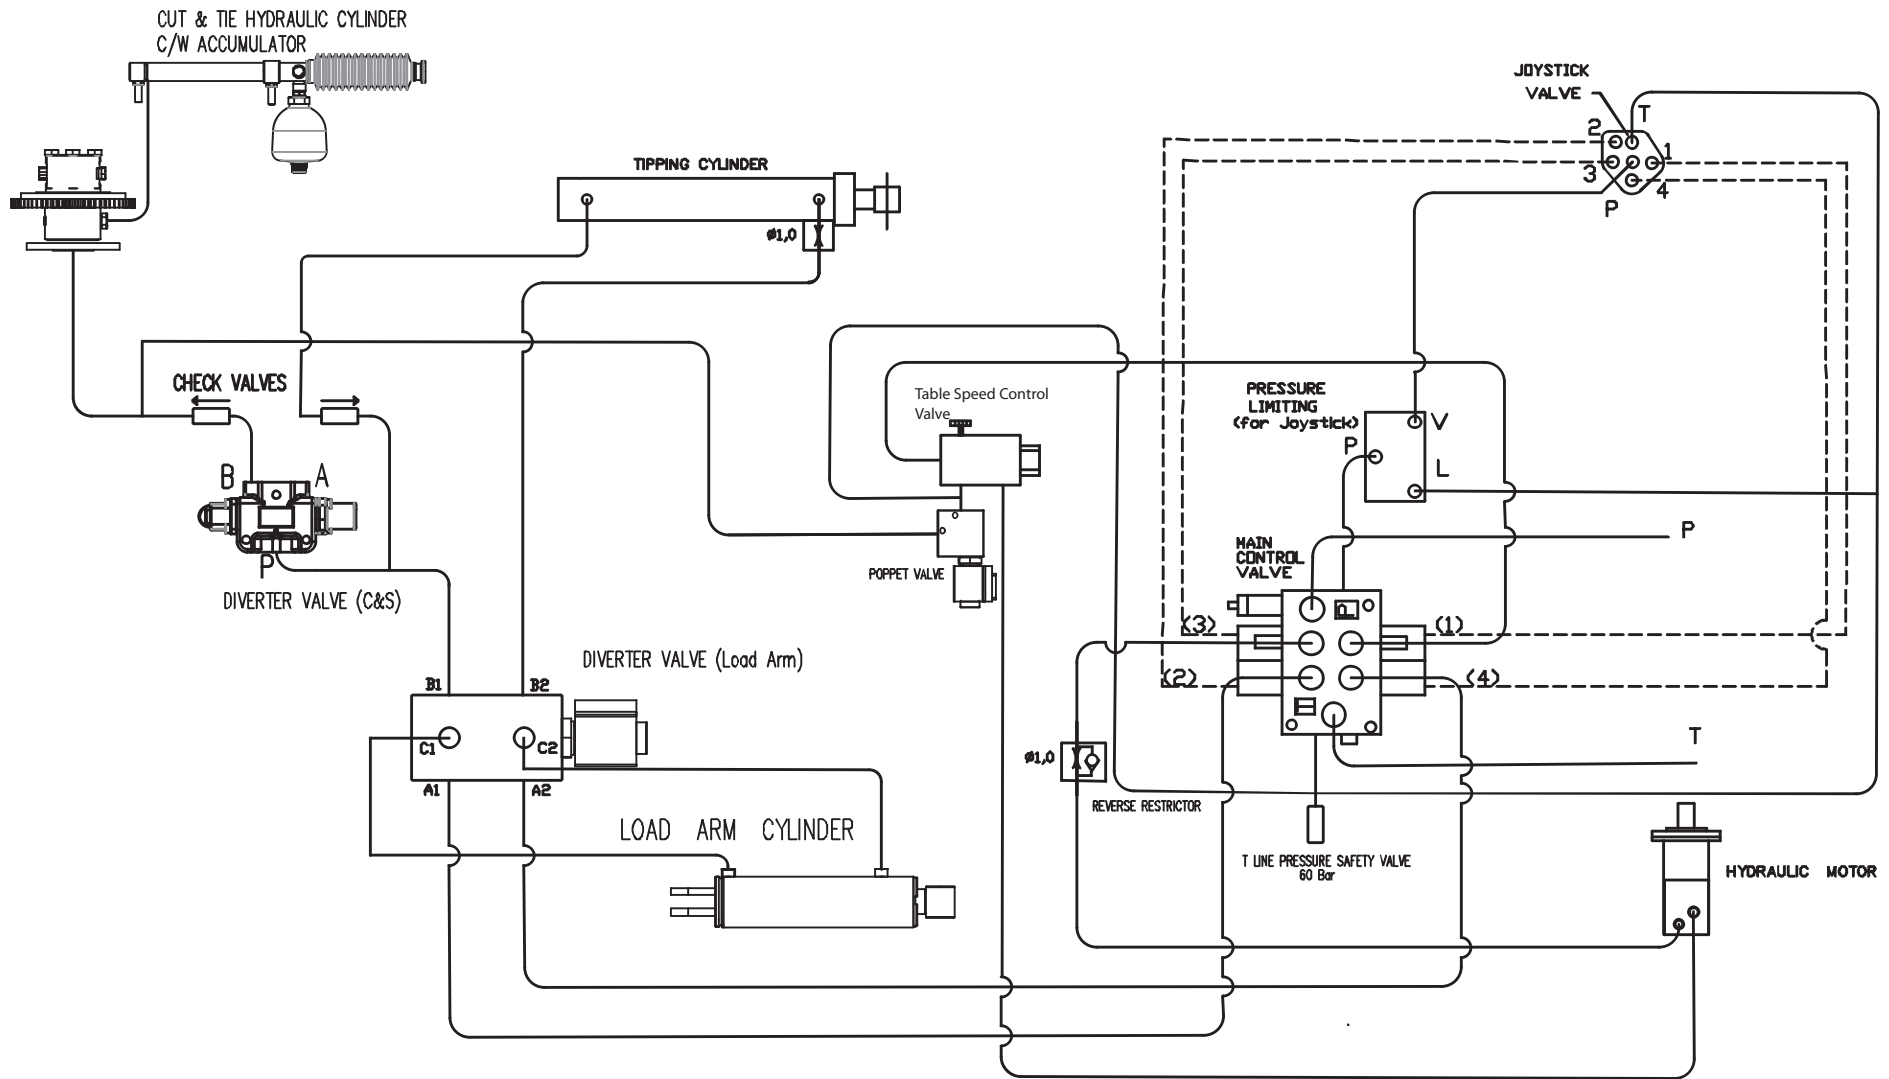 CUT & TIE HYDRAULIC CYLINDER
C/W ACCUMULATOR
JOYSTICK
VALVE
T
2
1
3
4
P
TIPPING CYLINDER
ø1,0
CHECK VALVES
Table Speed Control
Valve
PRESSURE
LIMITING
(for Joystick)
V
P
L
B
A
P
DIVERTER VALVE (C&S)
POPPET VALVE
MAIN
CONTROL
VALVE
P
(3)
(1)
(2)
(4)
DIVERTER VALVE (Load Arm)
B1
B2
C1
C2
A1
A2
T
ø1,0
REVERSE RESTRICTOR
LOAD ARM CYLINDER
T LINE PRESSURE SAFETY VALVE
60 Bar
HYDRAULIC MOTOR